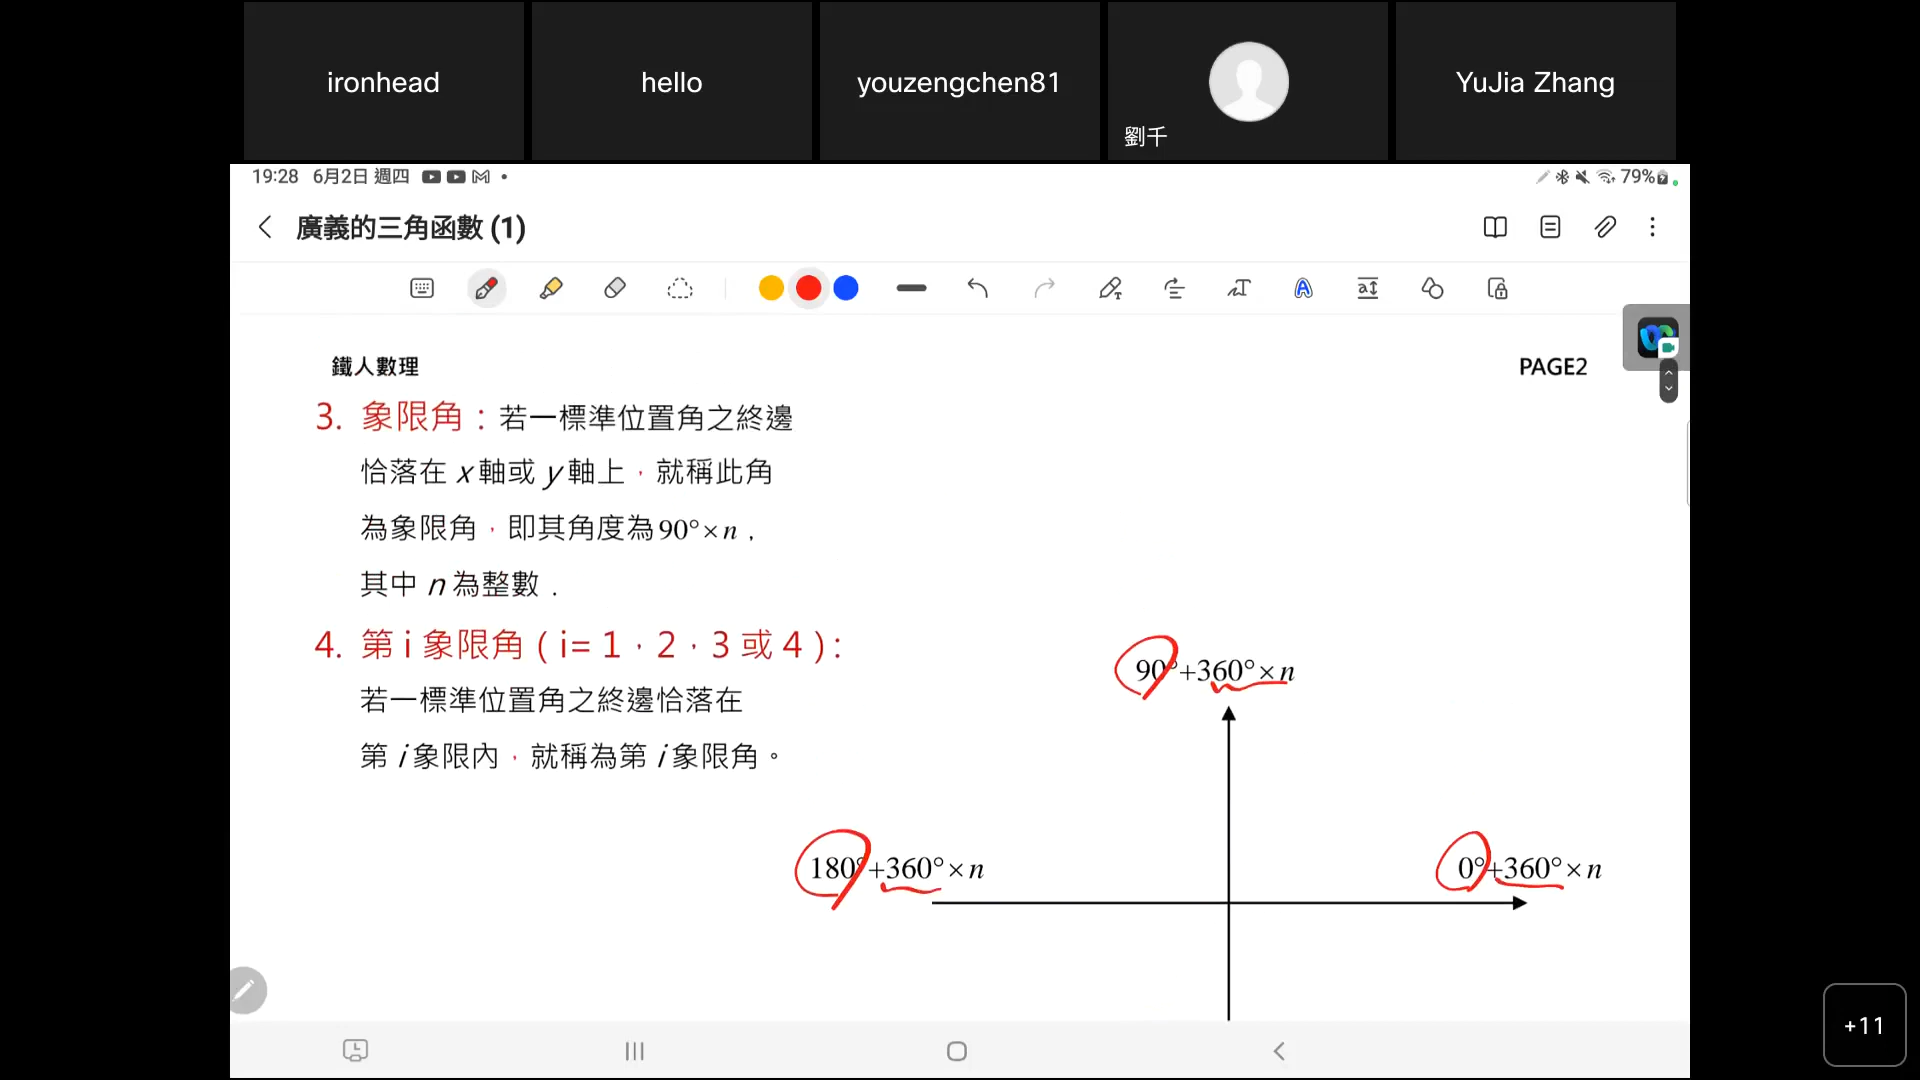 ironhead
hello
youzengchen81
劉千
YuJia Zhang
19:28 6月2日 週四
79%
廣義的三角函數 (1)
鐵人數理
PAGE2
3. 象限角：若一標準位置角之終邊
恰落在 x 軸或 y 軸上，就稱此角
為象限角，即其角度為 90°×n．
其中 n 為整數．
4. 第 i 象限角 ( i= 1，2，3 或 4 )：
若一標準位置角之終邊恰落在
第 i 象限內，就稱為第 i 象限角。
90°+360°×n
180°+360°×n
0°+360°×n
+11